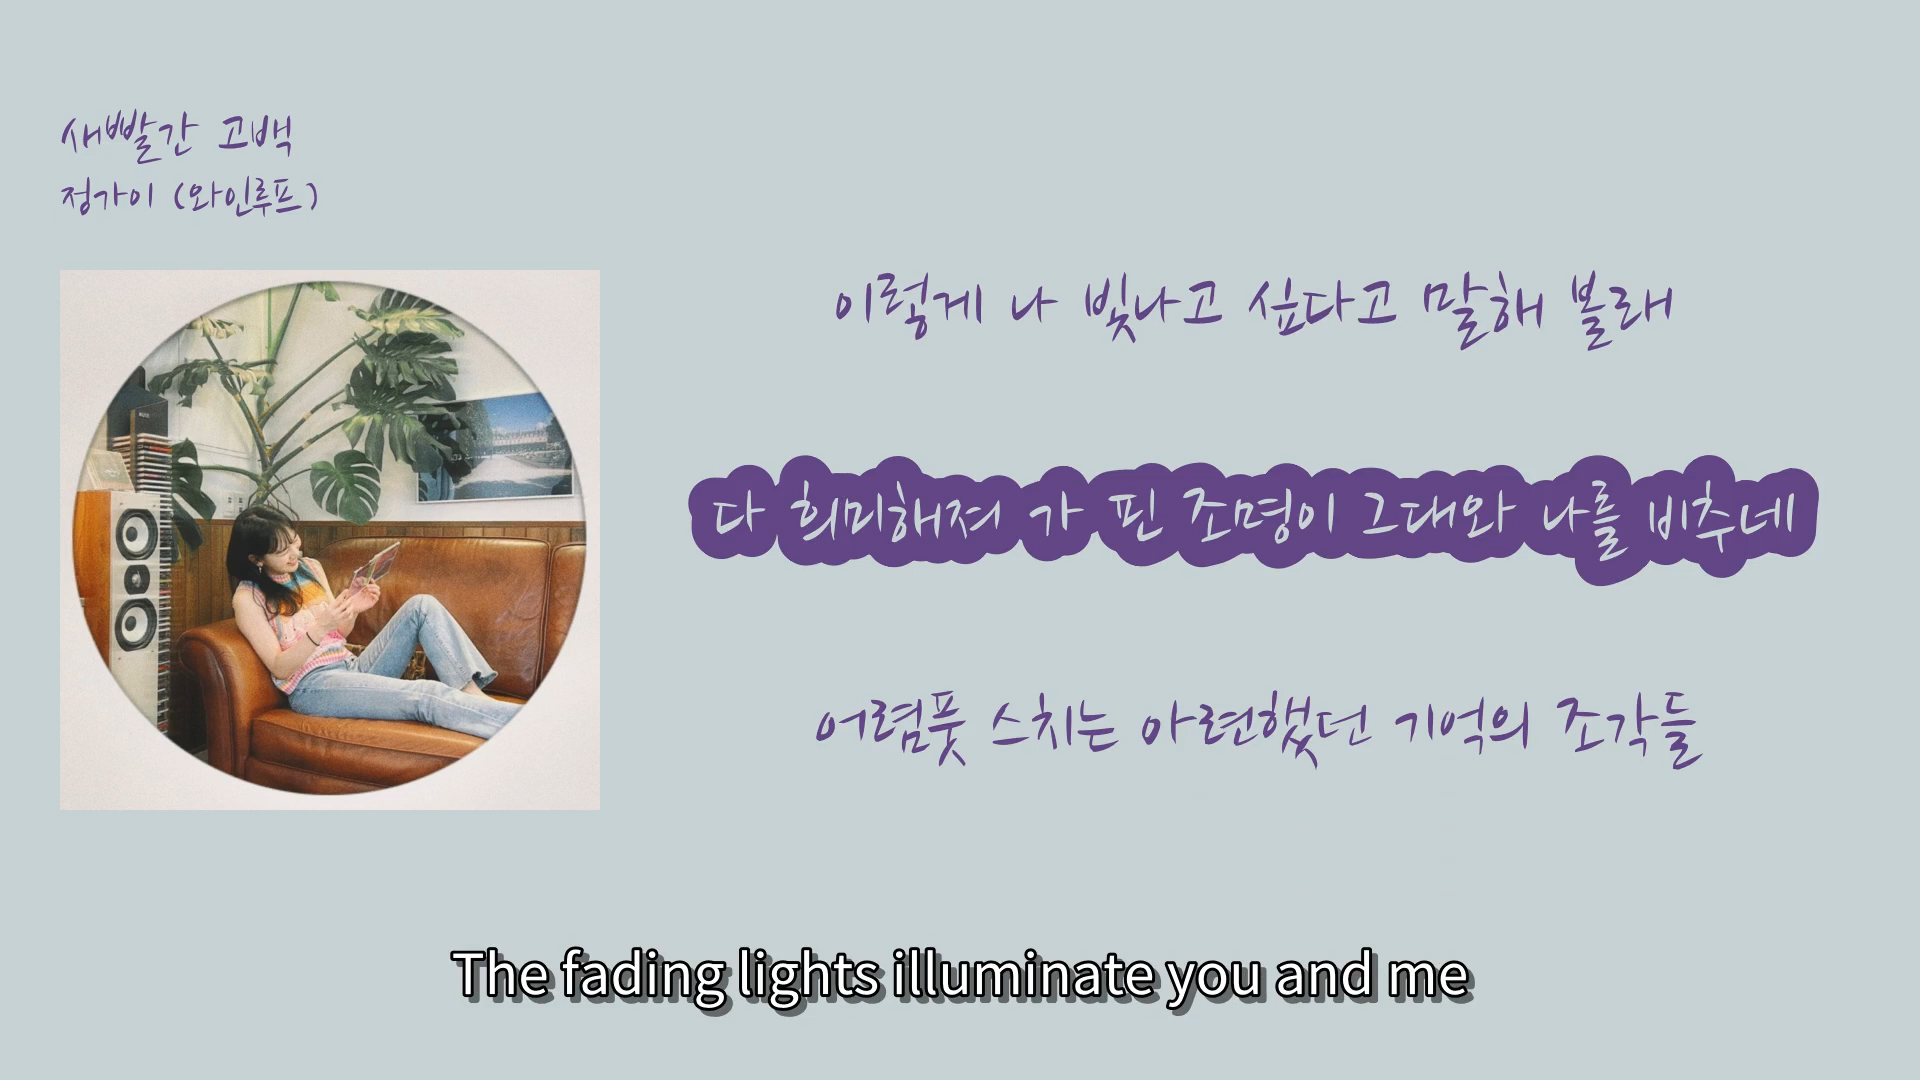 새빨간 고백
정가이 (와인루프)
이렇게 나 빛나고 싶다고 말해 볼래
다 희미해져 가 핀 조명이 그대와 나를 비추네
어렴풋 스치는 아련했던 기억의 조각들
The fading lights illuminate you and me